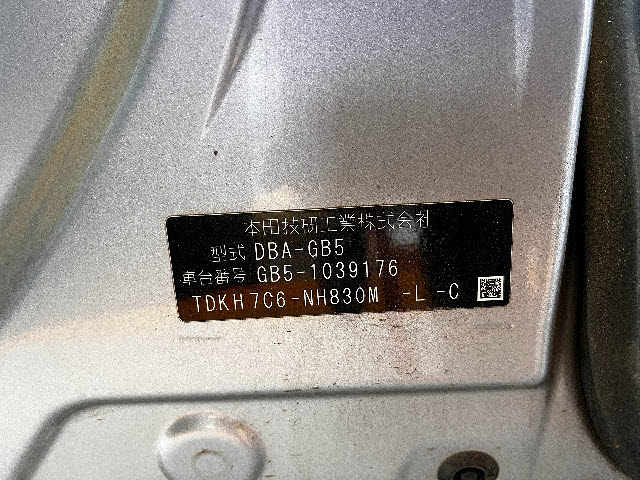 本田技研工業株式会社
型式 DBA-GB5
車台番号 GB5-1039176
TDKH7C6-NH830M -L -C